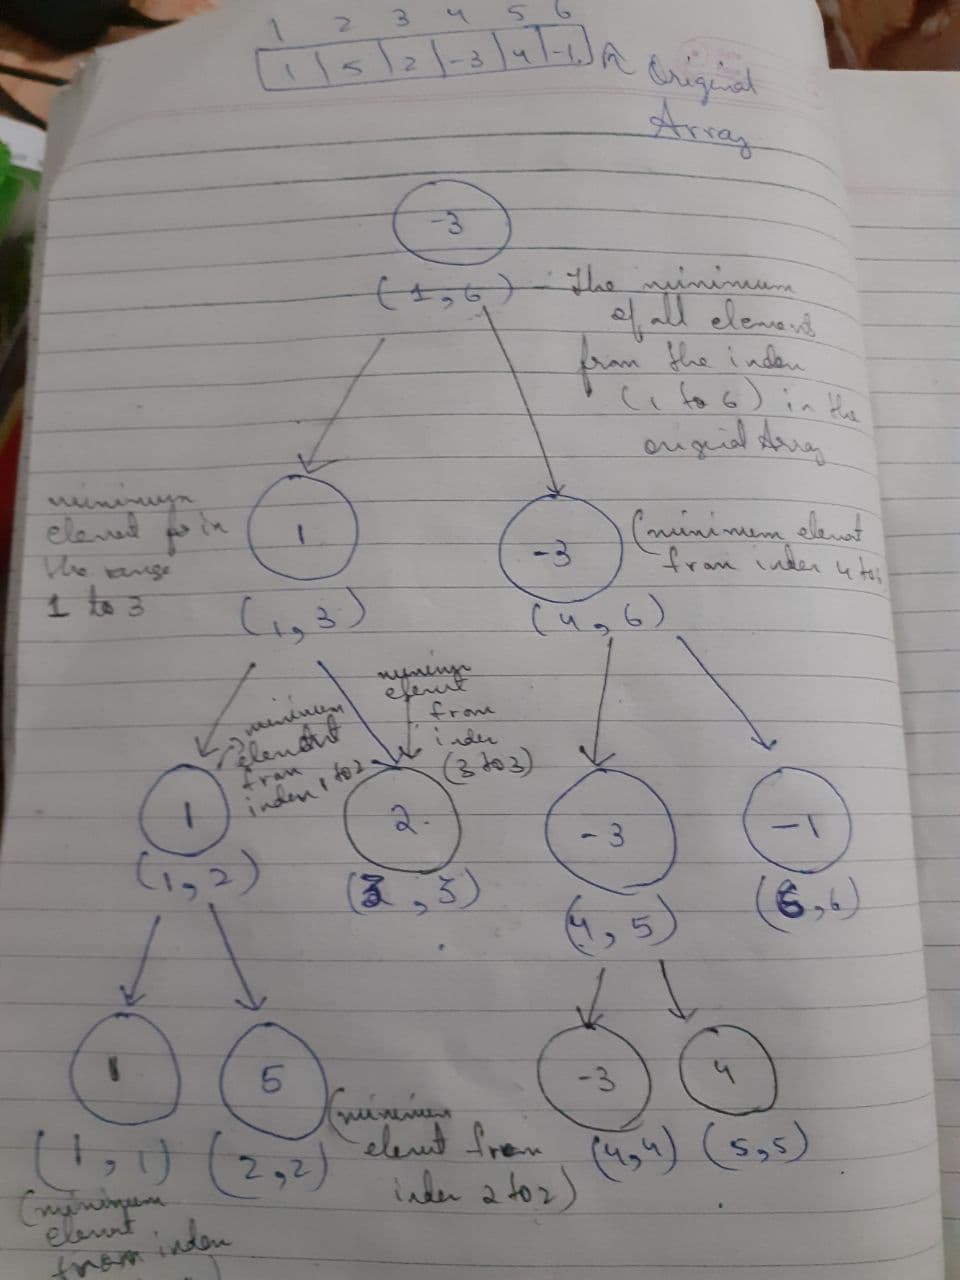 1 2 3 4 5 6
1 5 2 -3 4 -1
Original
Array
-3
(1,6) - The minimum
of all element
from the index
(1 to 6) in the
original Array
minimum
element in
the range
1 to 3
1
(1,3)
-3
(minimum element
from index 4 to
(4,6)
minimum
element
from
index 1 to 2
minimum
element
from
index
(3 to 3)
1
(1,2)
2
(3,3)
-3
(4,5)
-1
(6,6)
1
(1,1)
5
(2,2)
-3
(4,4)
4
(5,5)
(minimum
element from
index 2 to 2)
(minimum
element
from index